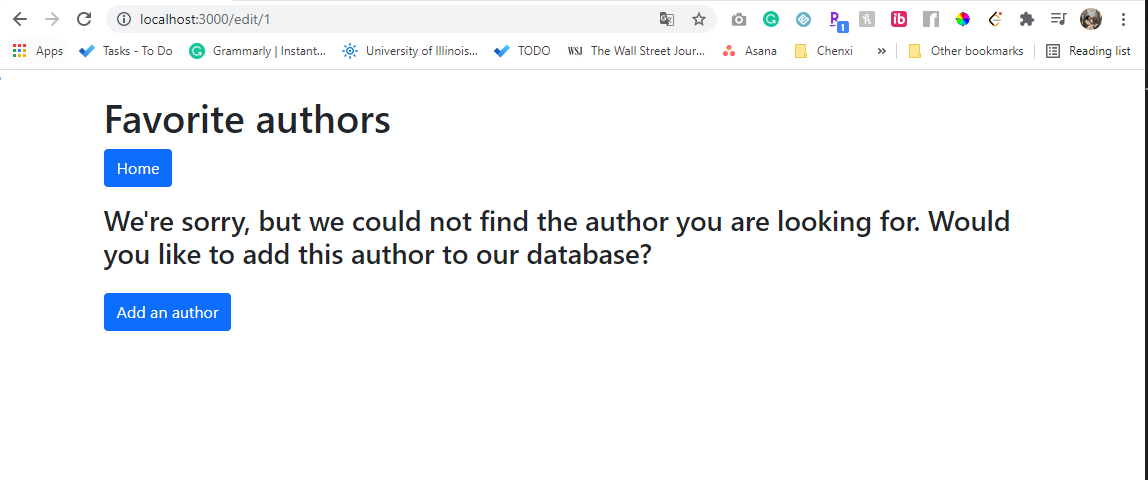 localhost:3000/edit/1
1
Apps Tasks - To Do Grammarly | Instant... University of Illinois... TODO WSJ The Wall Street Jour... Asana Chenxi » Other bookmarks Reading list
Favorite authors
Home
We're sorry, but we could not find the author you are looking for. Would
you like to add this author to our database?
Add an author